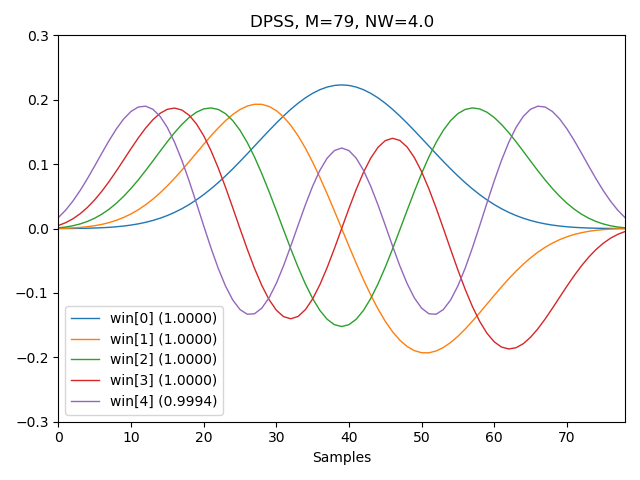 DPSS, M=79, NW=4.0
0.3
0.2
0.1
0.0
−0.1
−0.2
−0.3
win[0] (1.0000)
win[1] (1.0000)
win[2] (1.0000)
win[3] (1.0000)
win[4] (0.9994)
0 10 20 30 40 50 60 70
Samples